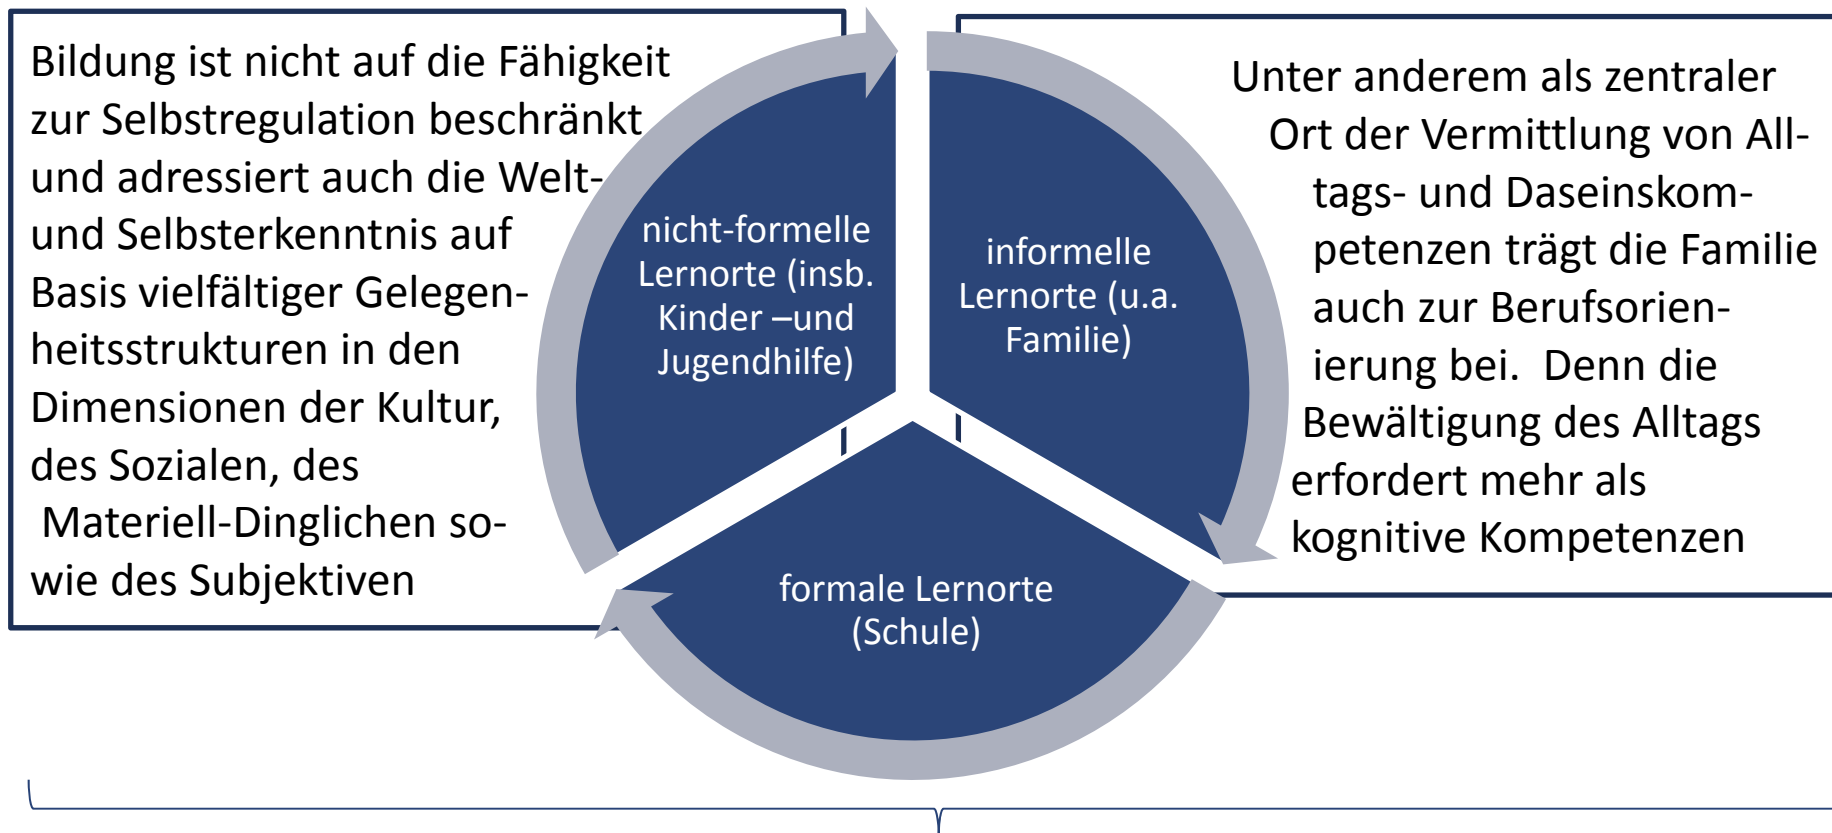 Bildung ist nicht auf die Fähigkeit
zur Selbstregulation beschränkt
und adressiert auch die Welt-
und Selbsterkenntnis auf
Basis vielfältiger Gelegen-
heitsstrukturen in den
Dimensionen der Kultur,
des Sozialen, des
Materiell-Dinglichen so-
wie des Subjektiven
nicht-formelle
Lernorte (insb.
Kinder –und
Jugendhilfe)
informelle
Lernorte (u.a.
Familie)
formale Lernorte
(Schule)
Unter anderem als zentraler
Ort der Vermittlung von All-
tags- und Daseinskom-
petenzen trägt die Familie
auch zur Berufsorien-
ierung bei.  Denn die
Bewältigung des Alltags
erfordert mehr als
kognitive Kompetenzen